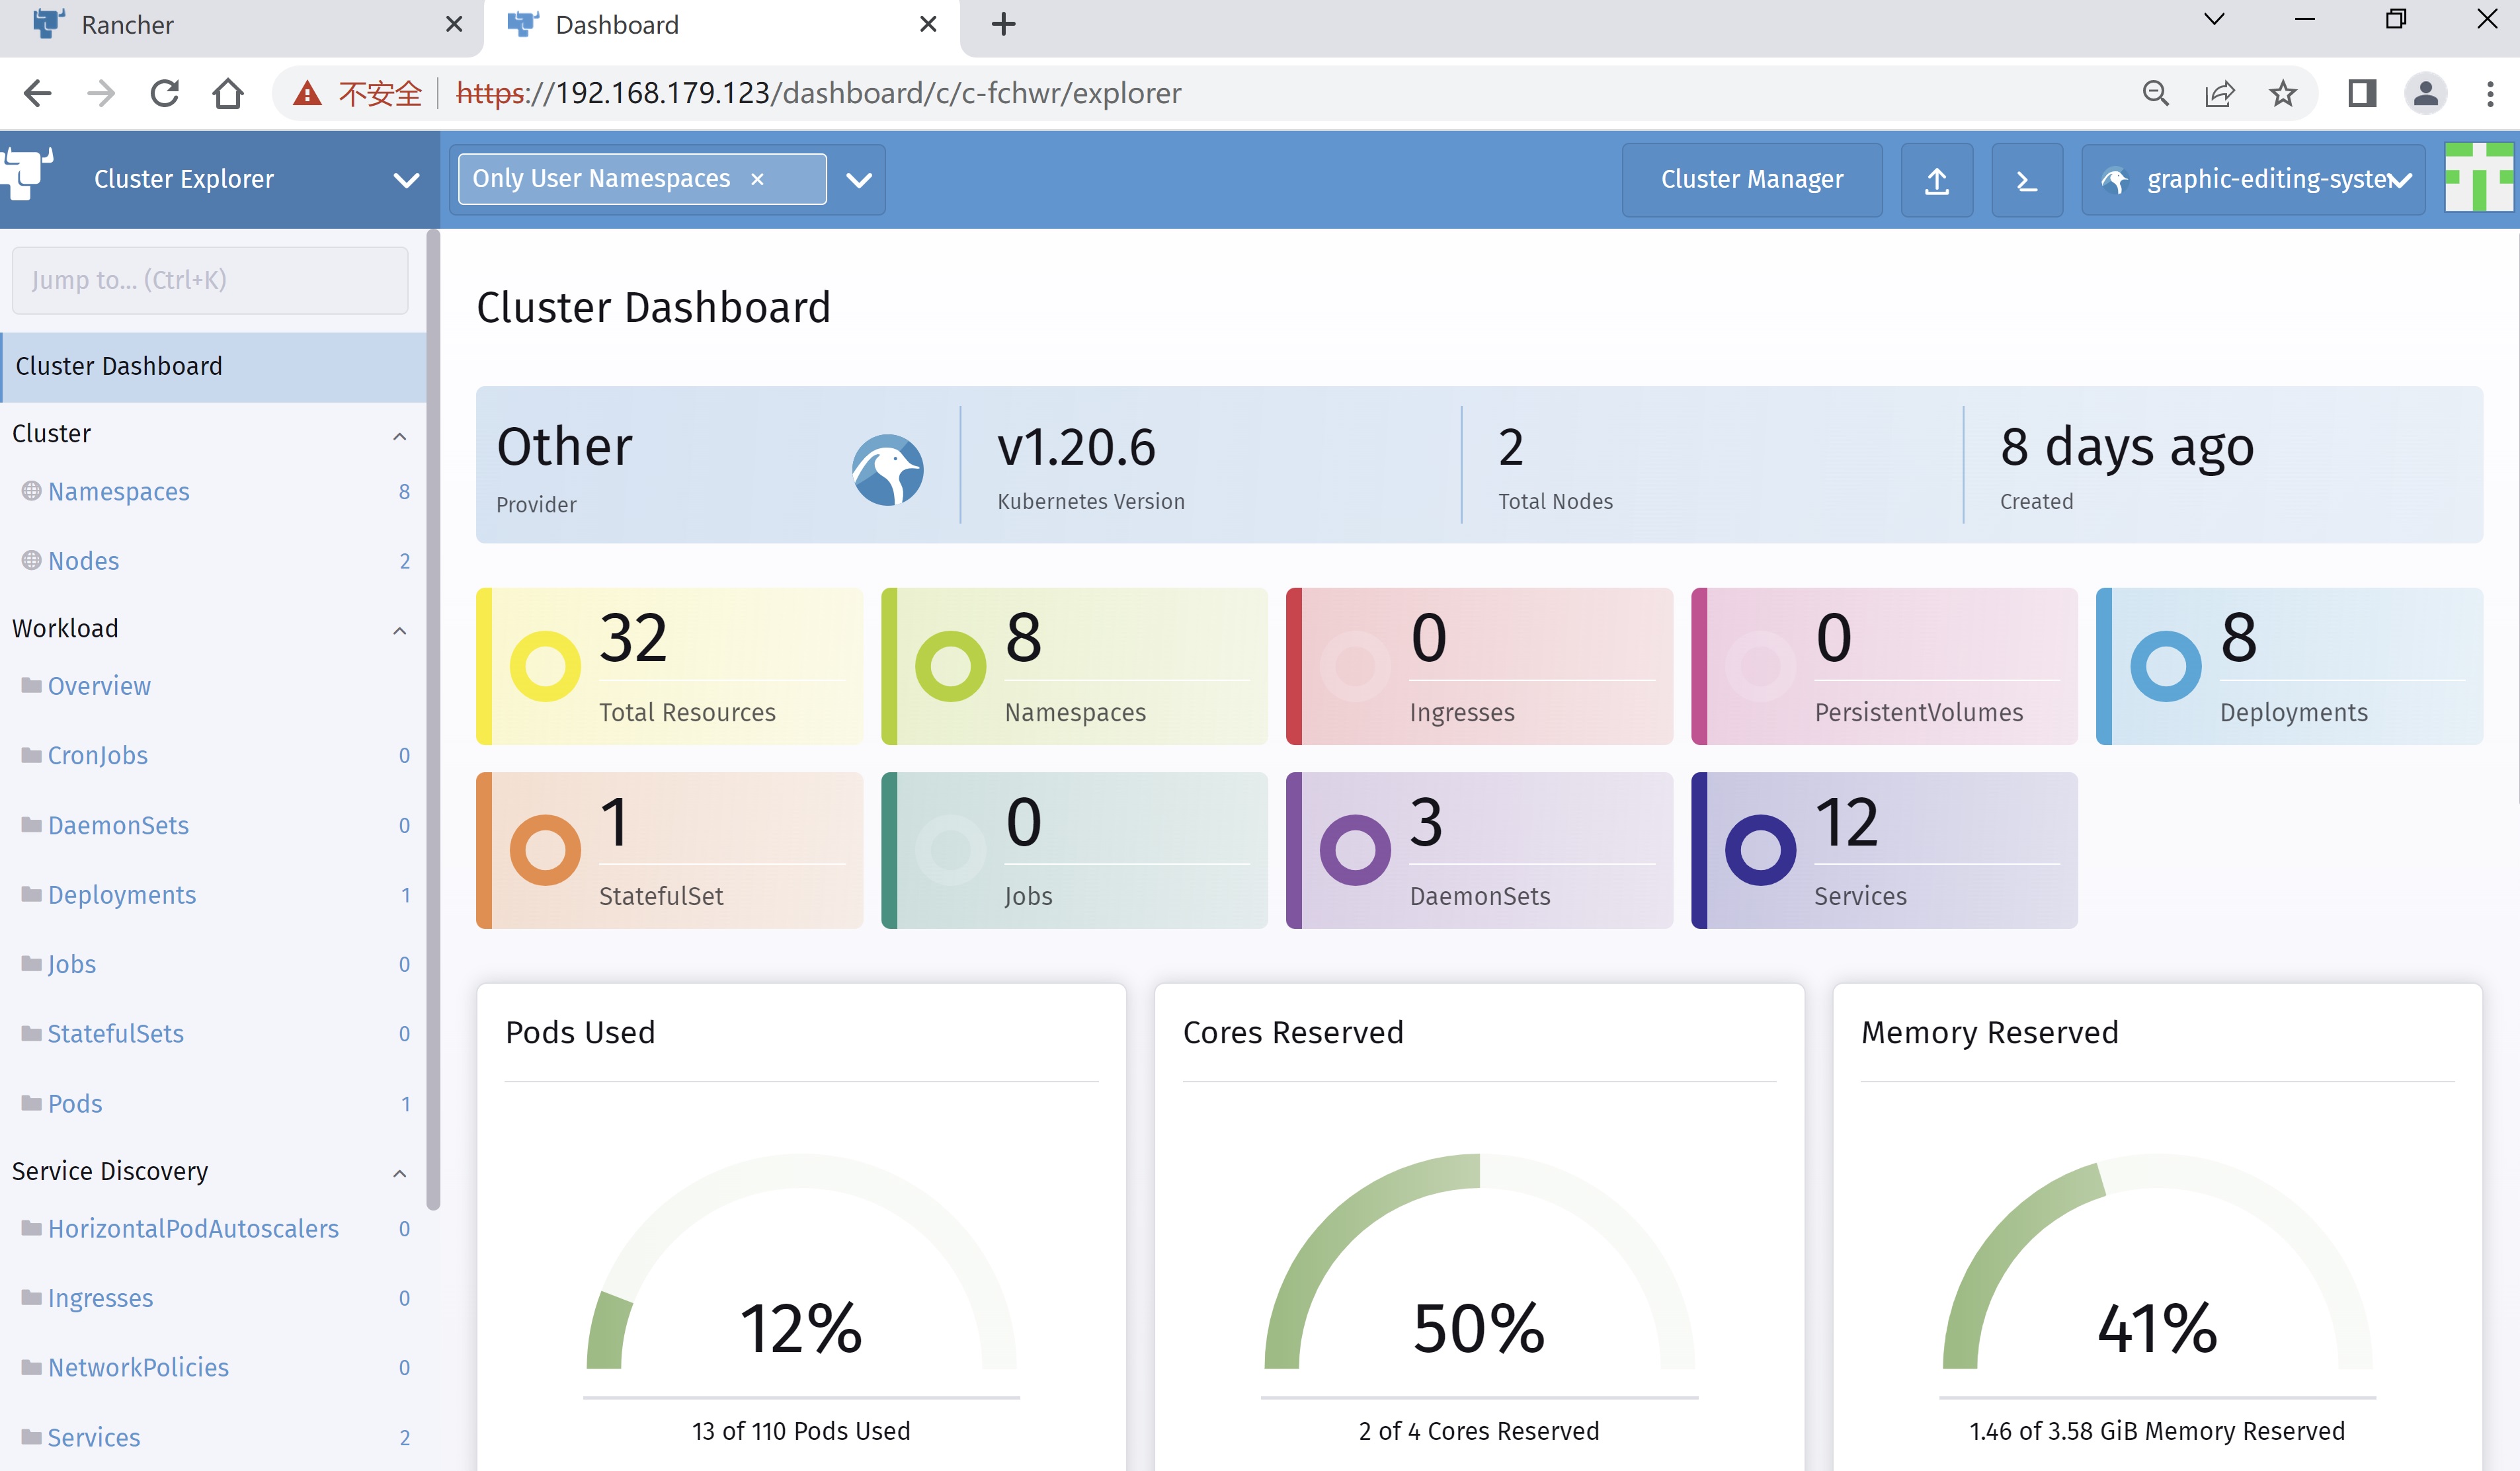 Rancher
Dashboard
不安全
https://192.168.179.123/dashboard/c/c-fchwr/explorer
Cluster Explorer
Only User Namespaces ×
Cluster Manager
graphic-editing-syster
Jump to... (Ctrl+K)
Cluster Dashboard
Cluster
Namespaces 8
Nodes 2
Workload
Overview
CronJobs 0
DaemonSets 0
Deployments 1
Jobs 0
StatefulSets 0
Pods 1
Service Discovery
HorizontalPodAutoscalers 0
Ingresses 0
NetworkPolicies 0
Services 2
Cluster Dashboard
Other
Provider
v1.20.6
Kubernetes Version
2
Total Nodes
8 days ago
Created
32
Total Resources
8
Namespaces
0
Ingresses
0
PersistentVolumes
8
Deployments
1
StatefulSet
0
Jobs
3
DaemonSets
12
Services
Pods Used
12%
13 of 110 Pods Used
Cores Reserved
50%
2 of 4 Cores Reserved
Memory Reserved
41%
1.46 of 3.58 GiB Memory Reserved